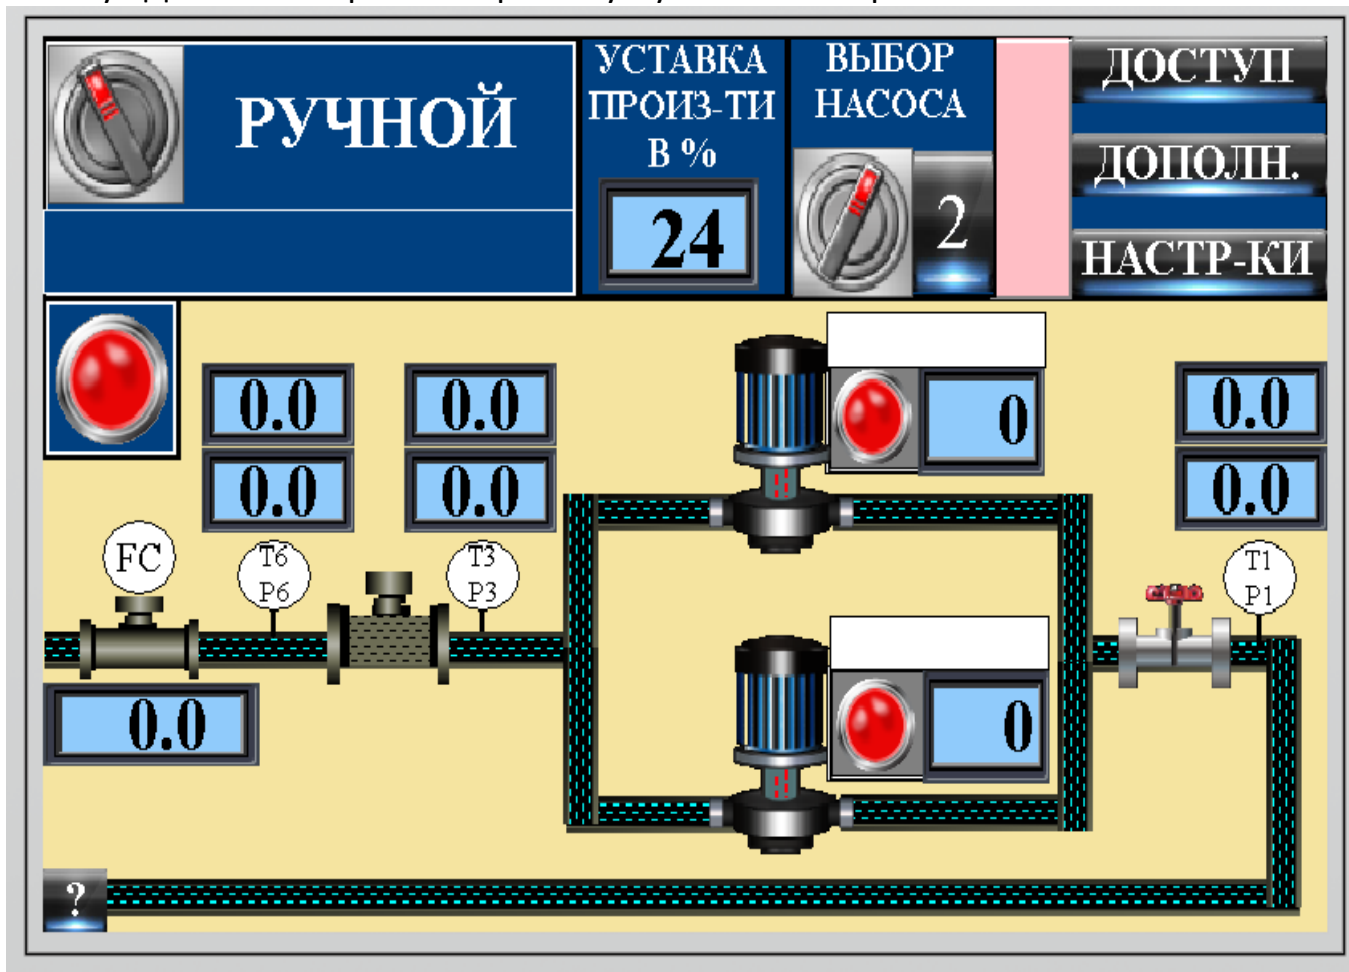 РУЧНОЙ
УСТАВКА
ПРОИЗ-ТИ
В %
24
ВЫБОР
НАСОСА
2
ДОСТУП
ДОПОЛН.
НАСТР-КИ
0.0
0.0
0.0
0.0
0
0.0
0.0
FC
T6
P6
T3
P3
T1
P1
0.0
0
?